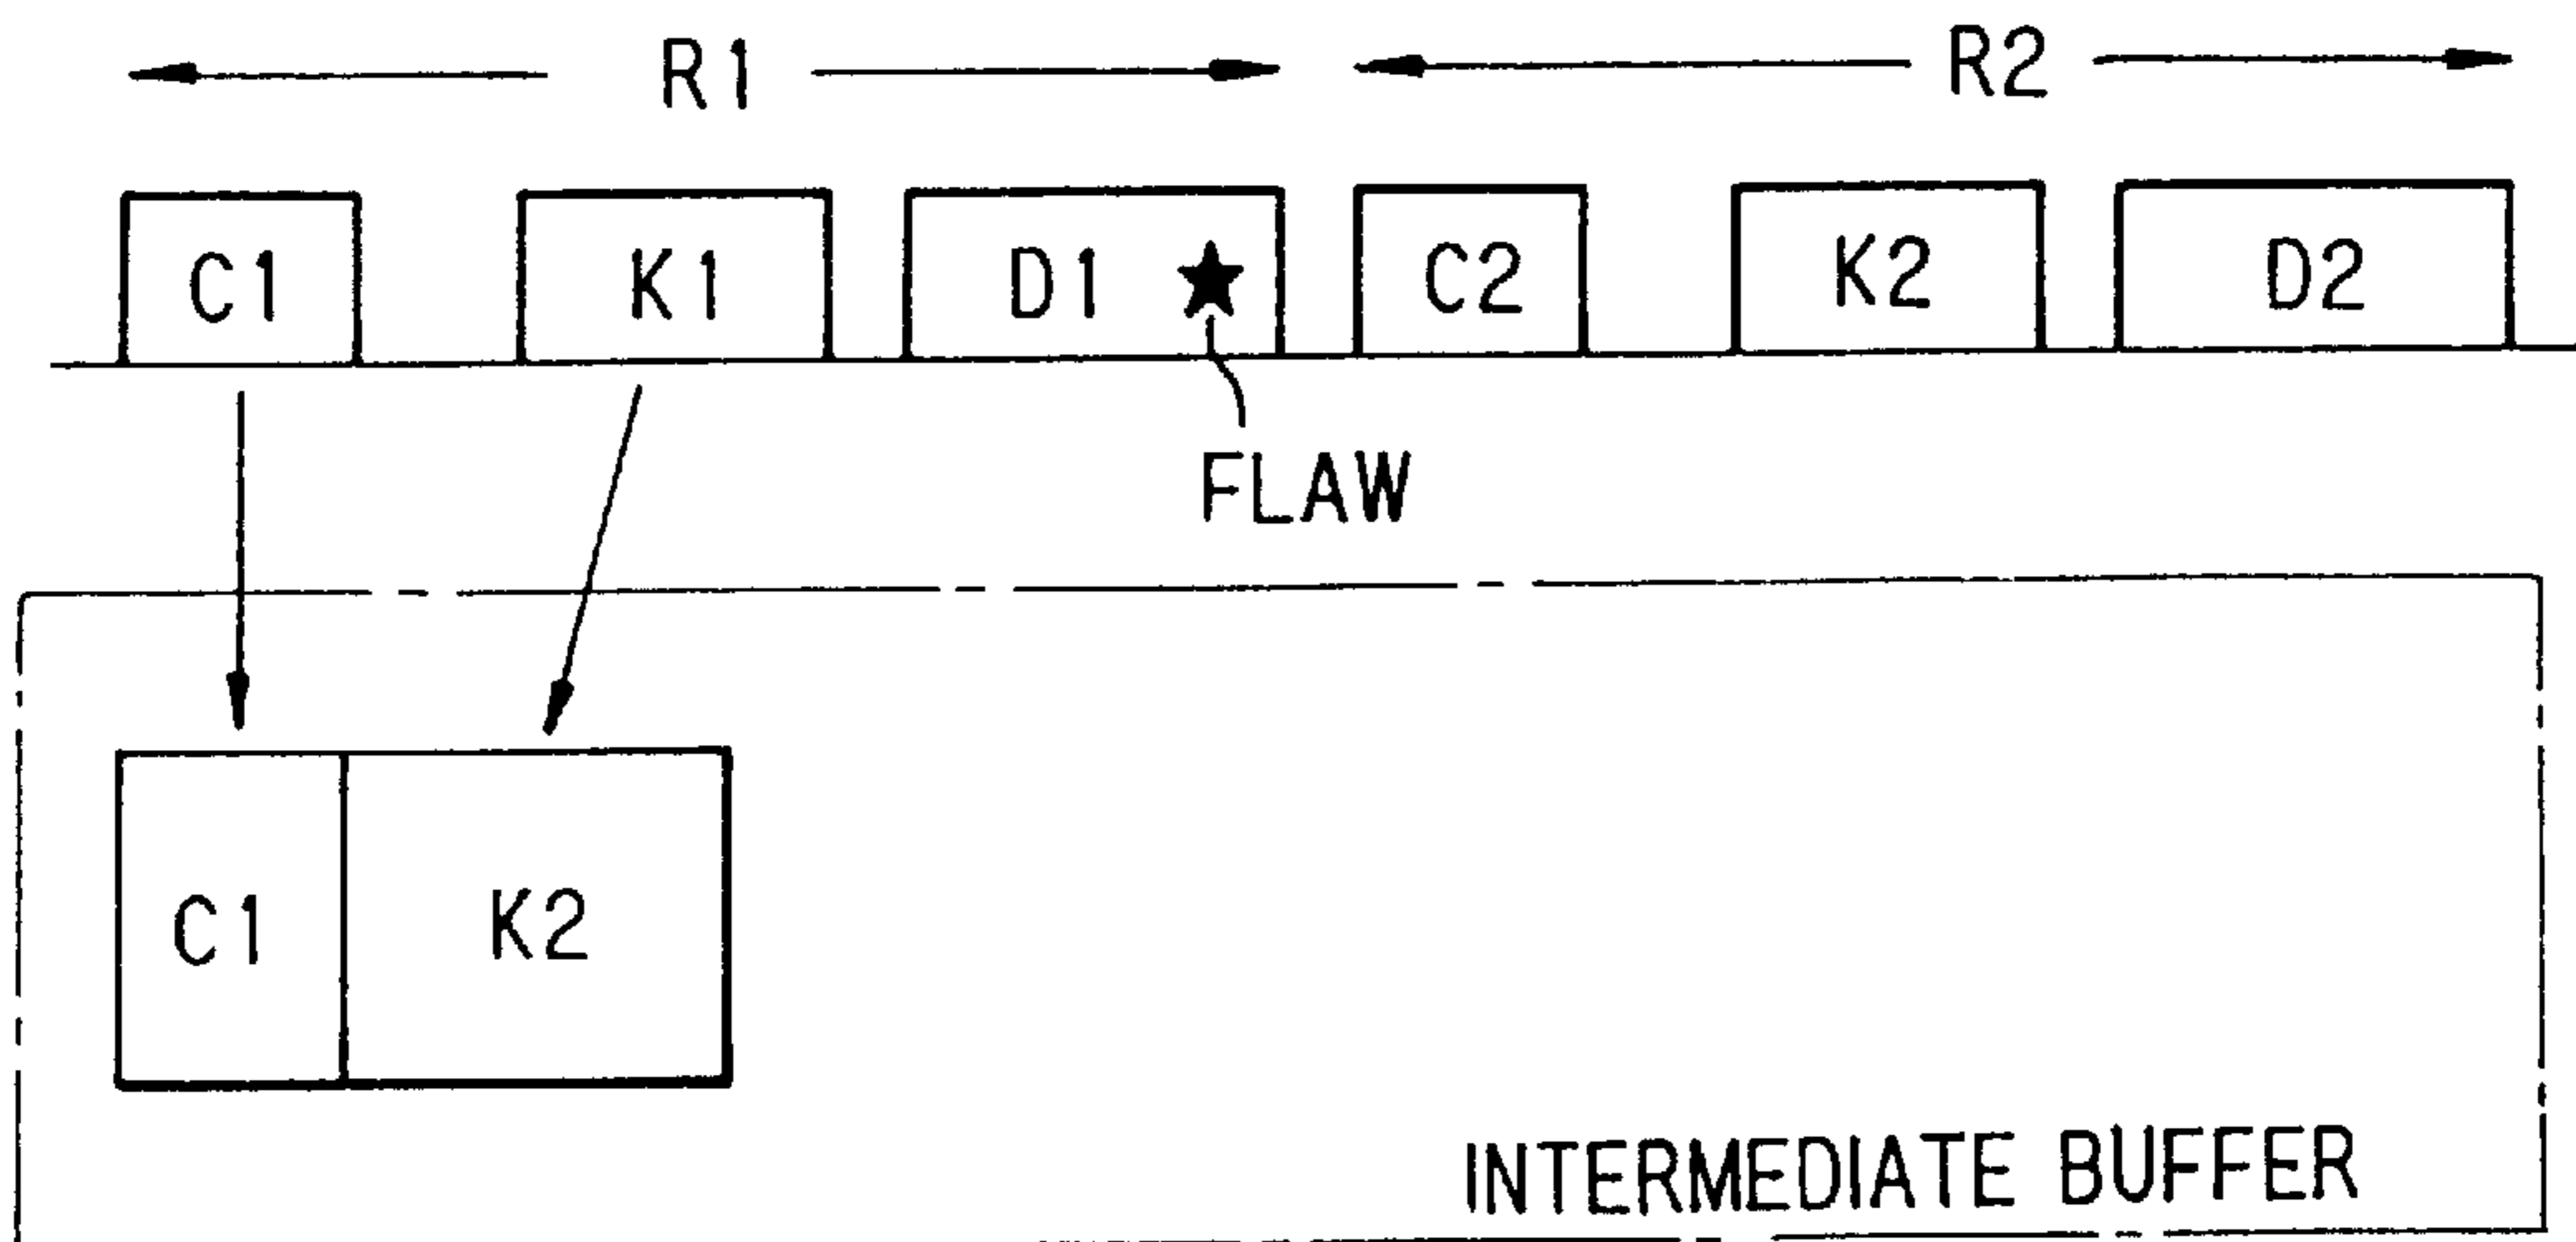 R1 R2
C1 K1 D1 C2 K2 D2
FLAW
C1 K2
INTERMEDIATE BUFFER